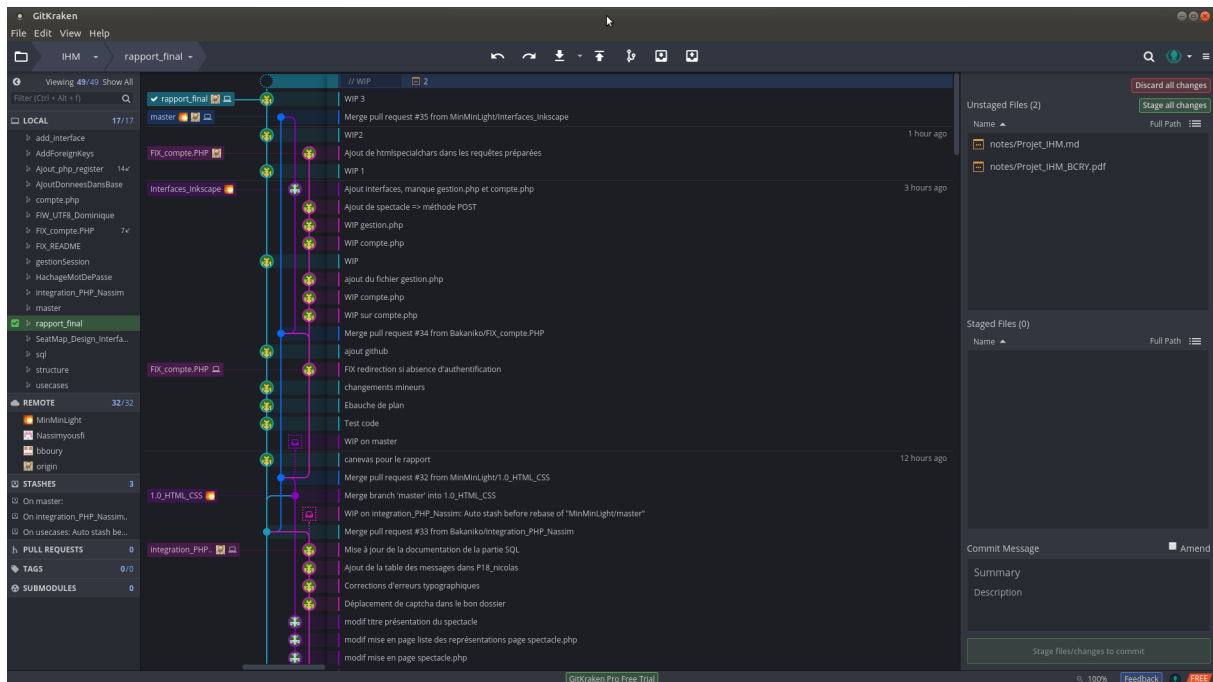 GitKraken
File Edit View Help
IHM
rapport_final
Viewing 49/49 Show All
Filter (Ctrl + Alt + f)
LOCAL 17/17
add_interface
AddForeignKeys
Ajout_php_register 14
AjoutDonneesDansBase
compte.php
FIW_UTF8_Dominique
FIX_compte.PHP 7
FIX_README
gestionSession
HachageMotDePasse
integration_PHP_Nassim
master
rapport_final
SeatMap_Design_Interfa...
sql
structure
usecases
REMOTE 32/32
MinMinLight
Nassimyousfi
bboury
origin
STASHES 3
On master:
On integration_PHP_Nassim..
On usecases: Auto stash be...
PULL REQUESTS 0
TAGS 0/0
SUBMODULES 0
// WIP 2
rapport_final WIP 3
master Merge pull request #35 from MinMinLight/Interfaces_Inkscape
WIP2 1 hour ago
FIX_compte.PHP Ajout de htmlspecialchars dans les requêtes préparées
WIP 1
Interfaces_Inkscape Ajout interfaces, manque gestion.php et compte.php 3 hours ago
Ajout de spectacle => méthode POST
WIP gestion.php
WIP compte.php
WIP
ajout du fichier gestion.php
WIP compte.php
WIP sur compte.php
Merge pull request #34 from Bakaniko/FIX_compte.PHP
ajout github
FIX_compte.PHP FIX redirection si absence d'authentification
changements mineurs
Ebauche de plan
Test code
WIP on master
canevas pour le rapport 12 hours ago
Merge pull request #32 from MinMinLight/1.0_HTML_CSS
1.0_HTML_CSS Merge branch 'master' into 1.0_HTML_CSS
WIP on integration_PHP_Nassim: Auto stash before rebase of "MinMinLight/master"
Merge pull request #33 from Bakaniko/integration_PHP_Nassim
integration_PHP.. Mise à jour de la documentation de la partie SQL
Ajout de la table des messages dans P18_nicolas
Corrections d'erreurs typographiques
Déplacement de captcha dans le bon dossier
modif titre présentation du spectacle
modif mise en page liste des représentations page spectacle.php
modif mise en page spectacle.php
Discard all changes
Unstaged Files (2) Stage all changes
Name Full Path
notes/Projet_IHM.md
notes/Projet_IHM_BCRY.pdf
Staged Files (0)
Name Full Path
Commit Message Amend
Summary
Description
Stage files/changes to commit
GitKraken Pro Free Trial
100% Feedback FREE